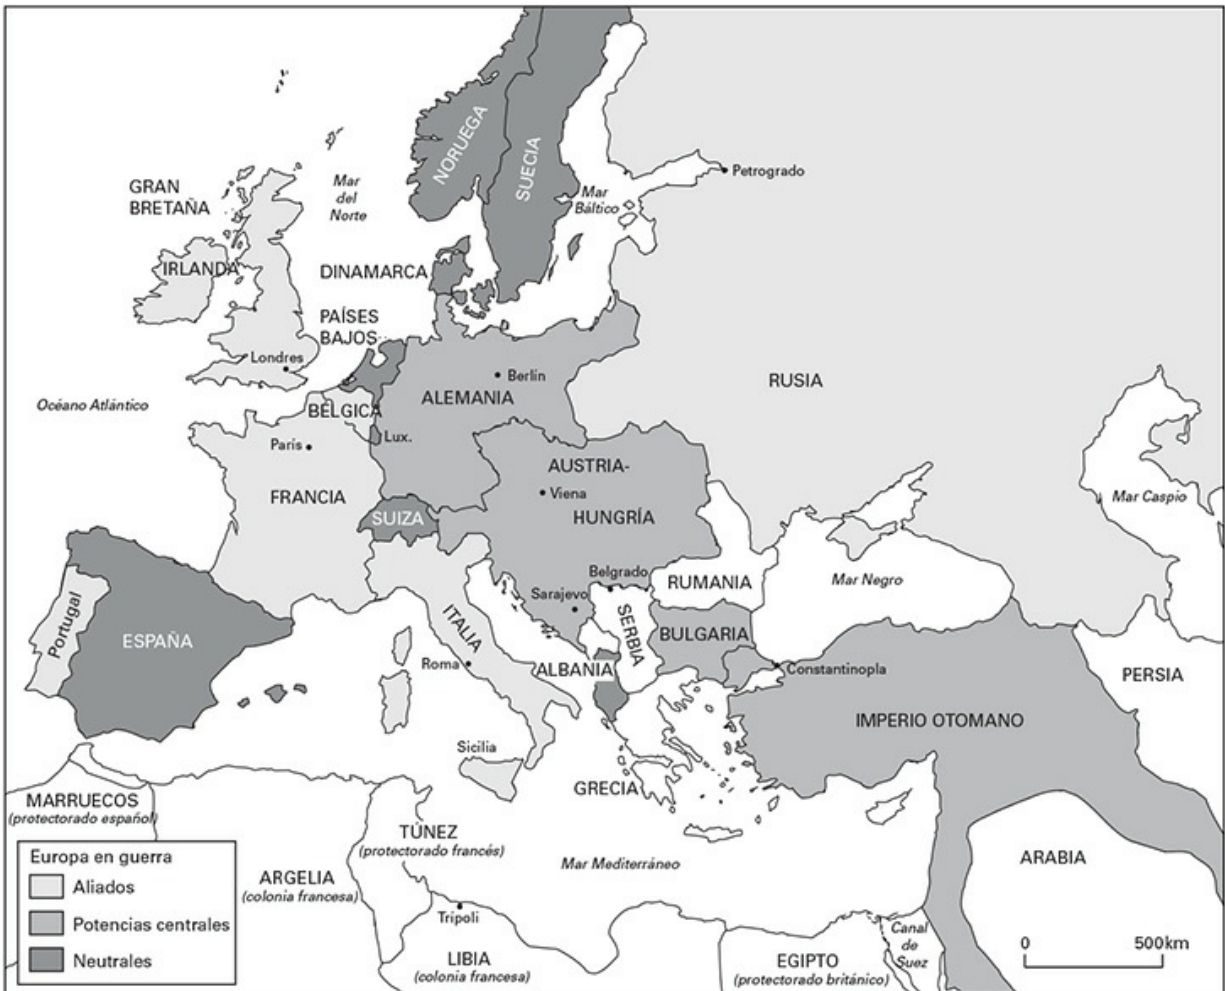 NORUEGA
SUECIA
Petrogrado
GRAN
BRETAÑA
Mar
del
Norte
Mar
Báltico
IRLANDA
DINAMARCA
PAÍSES
BAJOS
Londres
Berlín
RUSIA
ALEMANIA
Océano Atlántico
BÉLGICA
Lux.
París
AUSTRIA-
HUNGRÍA
Viena
FRANCIA
SUIZA
Mar Caspio
Belgrado
RUMANIA
Mar Negro
Sarajevo
Portugal
ESPAÑA
ITALIA
SERBIA
BULGARIA
Roma
ALBANIA
Constantinopla
PERSIA
IMPERIO OTOMANO
Sicilia
GRECIA
MARRUECOS
(protectorado español)
TÚNEZ
(protectorado francés)
Mar Mediterráneo
ARABIA
Europa en guerra
Aliados
Potencias centrales
Neutrales
ARGELIA
(colonia francesa)
Tripoli
LIBIA
(colonia francesa)
EGIPTO
(protectorado británico)
Canal
de
Suez
0 500km